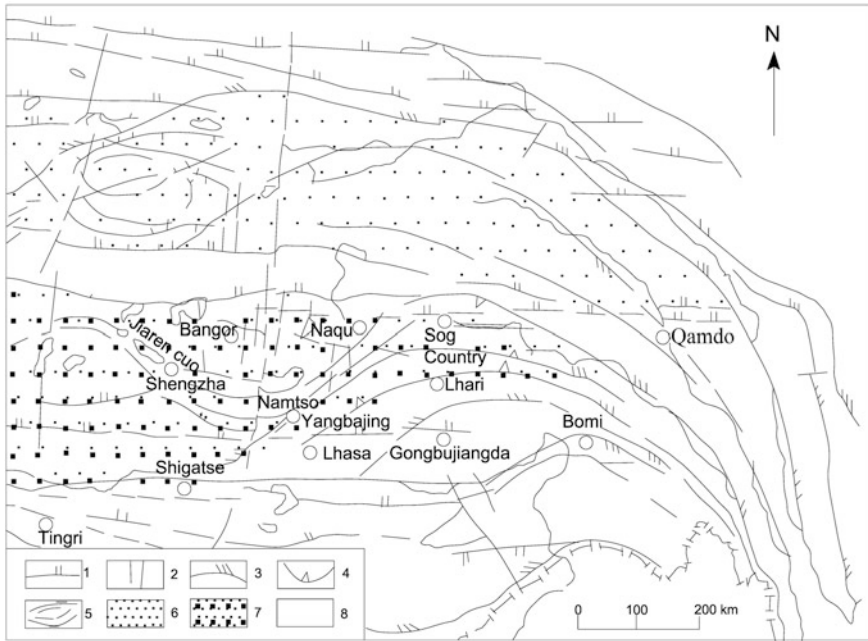 N
Jiaren cuo
Bangor
Naqu
Sog
Country
Qamdo
Shengzha
Lhari
Namtso
Yangbajing
Bomi
Gongbujiangda
Lhasa
Shigatse
Tingri
1 2 3 4
5 6 7 8
0 100 200 km